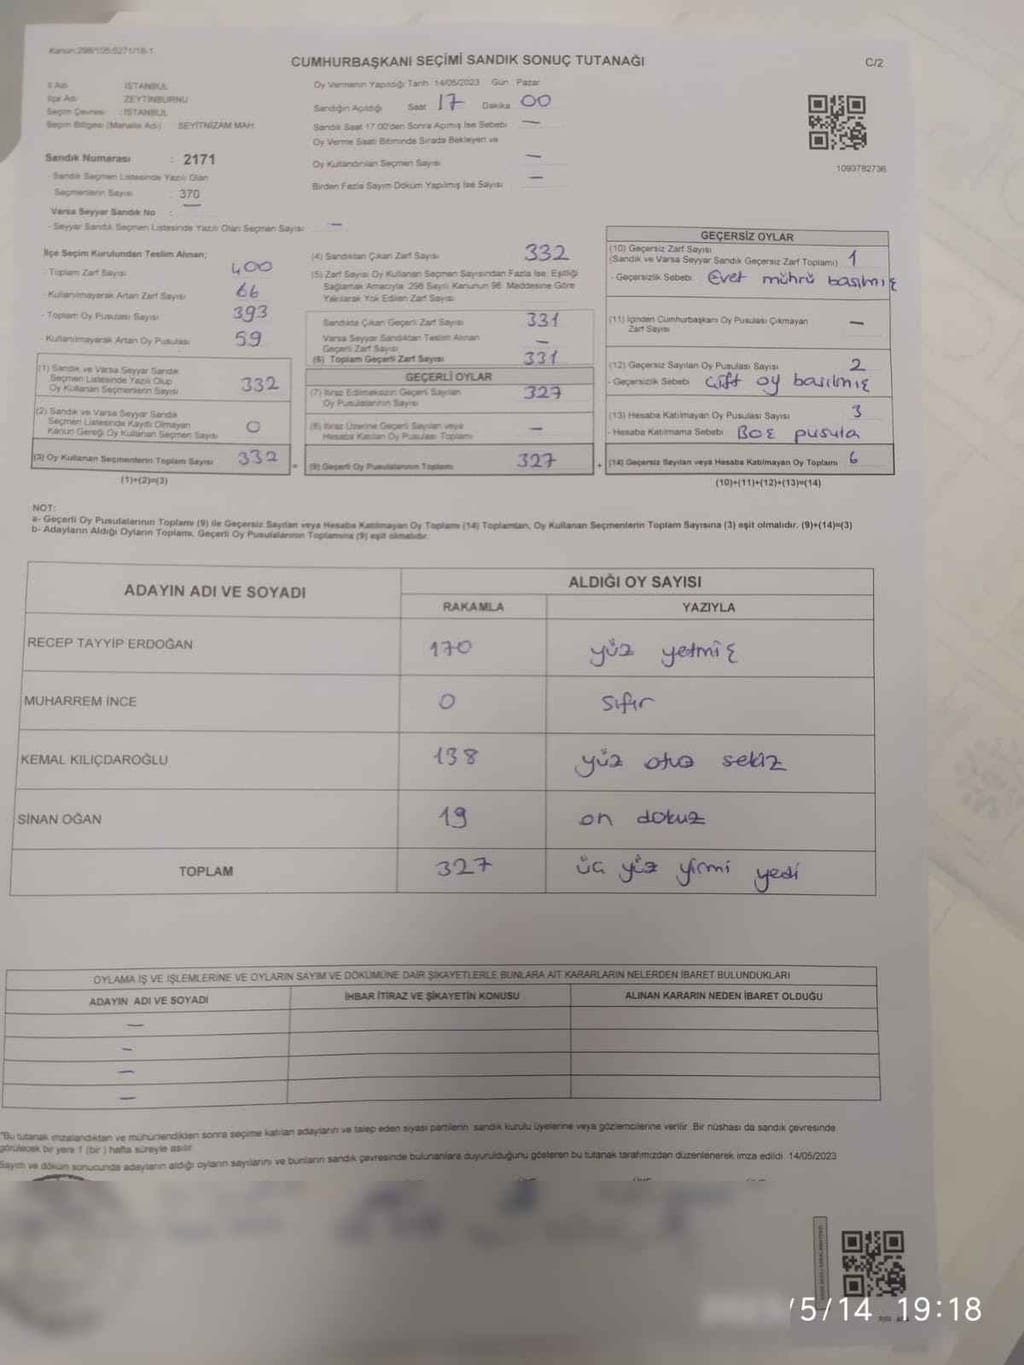 Kanun:298/105:6271/18-1
CUMHURBAŞKANI SEÇİMİ SANDIK SONUÇ TUTANAĞI
C/2
İl Adı : İSTANBUL
İlçe Adı : ZEYTİNBURNU
Seçim Çevresi : İSTANBUL
Seçim Bölgesi (Mahalle Adı) SEYİTNİZAM MAH.
Sandık Numarası : 2171
- Sandık Seçmen Listesinde Yazılı Olan
Seçmenlerin Sayısı : 370
Varsa Seyyar Sandık No : —
- Seyyar Sandık Seçmen Listesinde Yazılı Olan Seçmen Sayısı —
Oy Vermenin Yapıldığı Tarih 14/05/2023 Gün Pazar
Sandığın Açıldığı Saat 17 Dakika 00
Sandık Saat 17.00'den Sonra Açımış İse Sebebi —
Oy Verme Saati Bitiminde Sırada Bekleyen ve
Oy Kullandırılan Seçmen Sayısı —
Birden Fazla Sayım Döküm Yapılmış İse Sayısı —
1093782736
İlçe Seçim Kurulundan Teslim Alınan;
- Toplam Zarf Sayısı 400
- Kullanılmayarak Artan Zarf Sayısı 66
- Toplam Oy Pusulası Sayısı 393
- Kullanılmayarak Artan Oy Pusulası 59
(1) Sandık ve Varsa Seyyar Sandık
Seçmen Listesinde Yazılı Olup
Oy Kullanan Seçmenlerin Sayısı 332
(2) Sandık ve Varsa Seyyar Sandık
Seçmen Listesinde Kayıtlı Olmayan
Kanun Gereği Oy Kullanan Seçmen Sayısı 0
(3) Oy Kullanan Seçmenlerin Toplam Sayısı 332
(1)+(2)=(3)
(4) Sandıktan Çıkan Zarf Sayısı 332
(5) Zarf Sayısı Oy Kullanan Seçmen Sayısından Fazla İse, Eşitliği
Sağlamak Amacıyla 298 Sayılı Kanunun 98. Maddesine Göre
Yakılarak Yok Edilen Zarf Sayısı
Sandıkta Çıkan Geçerli Zarf Sayısı 331
Varsa Seyyar Sandıktan Teslim Alınan
Geçerli Zarf Sayısı —
(6) Toplam Geçerli Zarf Sayısı 331
GEÇERLİ OYLAR
(7) İtiraz Edilmeksizin Geçerli Sayılan
Oy Pusulalarının Sayısı 327
(8) İtiraz Üzerine Geçerli Sayılan veya
Hesaba Katılan Oy Pusulası Toplamı —
= (9) Geçerli Oy Pusulalarının Toplamı 327
GEÇERSİZ OYLAR
(10) Geçersiz Zarf Sayısı
(Sandık ve Varsa Seyyar Sandık Geçersiz Zarf Toplamı) 1
- Geçersizlik Sebebi Evet mührü basılmış
(11) İçinden Cumhurbaşkanı Oy Pusulası Çıkmayan
Zarf Sayısı —
(12) Geçersiz Sayılan Oy Pusulası Sayısı 2
- Geçersizlik Sebebi Çift oy basılmış
(13) Hesaba Katılmayan Oy Pusulası Sayısı 3
- Hesaba Katılmama Sebebi Boş pusula
+ (14) Geçersiz Sayılan veya Hesaba Katılmayan Oy Toplamı 6
(10)+(11)+(12)+(13)=(14)
NOT:
a- Geçerli Oy Pusulalarının Toplamı (9) ile Geçersiz Sayılan veya Hesaba Katılmayan Oy Toplamı (14) Toplamları, Oy Kullanan Seçmenlerin Toplam Sayısına (3) eşit olmalıdır. (9)+(14)=(3)
b- Adayların Aldığı Oyların Toplamı, Geçerli Oy Pusulalarının Toplamına (9) eşit olmalıdır.
ADAYIN ADI VE SOYADI
ALDIĞI OY SAYISI
RAKAMLA YAZIYLA
RECEP TAYYİP ERDOĞAN 170 yüz yetmiş
MUHARREM İNCE 0 sıfır
KEMAL KILIÇDAROĞLU 138 yüz otuz sekiz
SİNAN OĞAN 19 on dokuz
TOPLAM 327 üç yüz yirmi yedi
OYLAMA İŞ VE İŞLEMLERİNE VE OYLARIN SAYIM VE DÖKÜMÜNE DAİR ŞİKAYETLERLE BUNLARA AİT KARARLARIN NELERDEN İBARET BULUNDUKLARI
ADAYIN ADI VE SOYADI İHBAR İTİRAZ VE ŞİKAYETİN KONUSU ALINAN KARARIN NEDEN İBARET OLDUĞU
—
—
—
—
"Bu tutanak imzalandıktan ve mühürlendikten sonra seçime katılan adayların ve talep eden siyasi partilerin sandık kurulu üyelerine veya gözlemcilerine verilir. Bir nüshası da sandık çevresinde
görülecek bir yere 1 (bir ) hafta süreyle asılır.
Sayım ve döküm sonucunda adayların aldığı oyların sayılarını ve bunların sandık çevresinde bulunanlara duyurulduğunu gösteren bu tutanak tarafımızdan düzenlenerek imza edildi. 14/05/2023
/5/14 19:18